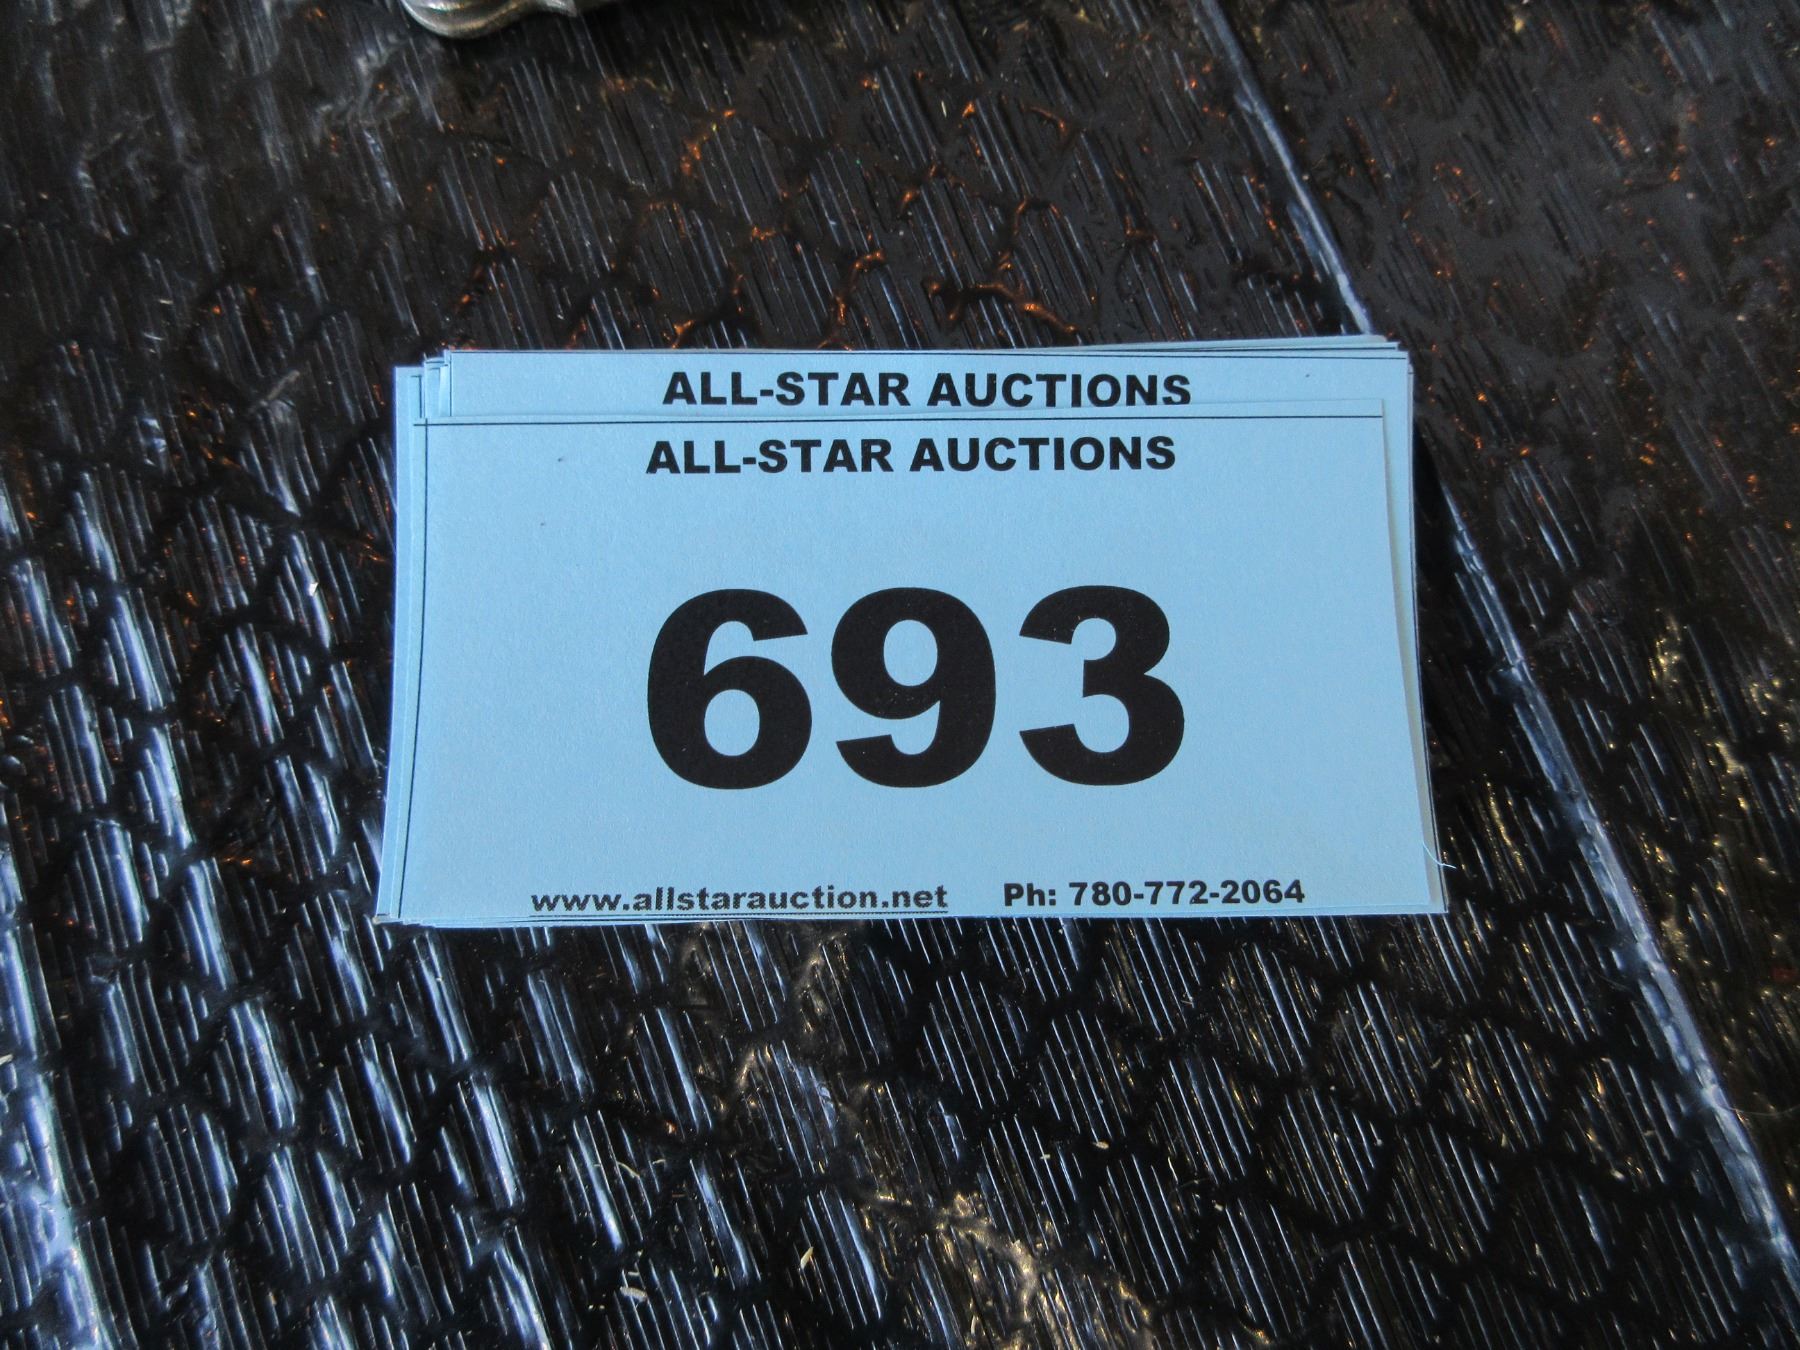 ALL-STAR AUCTIONS
ALL-STAR AUCTIONS
693
www.allstarauction.net Ph: 780-772-2064